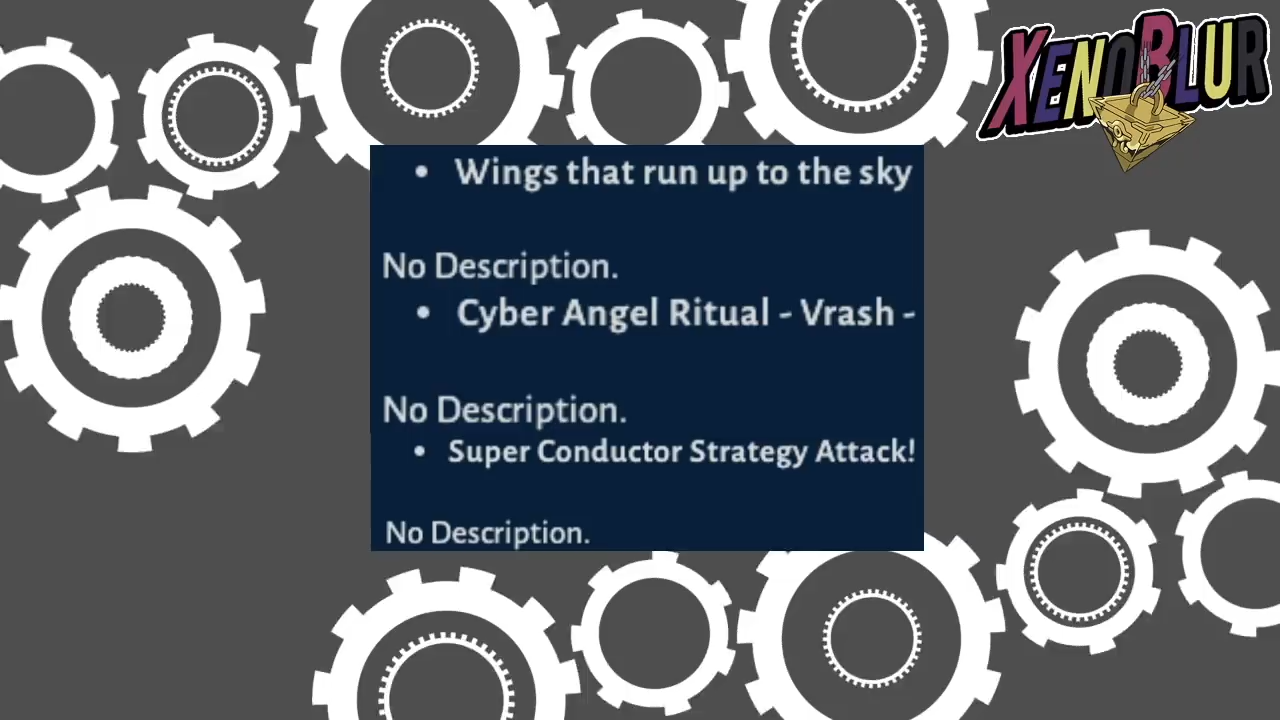 XENOBLUR
• Wings that run up to the sky
No Description.
• Cyber Angel Ritual - Vrash -
No Description.
• Super Conductor Strategy Attack!
No Description.